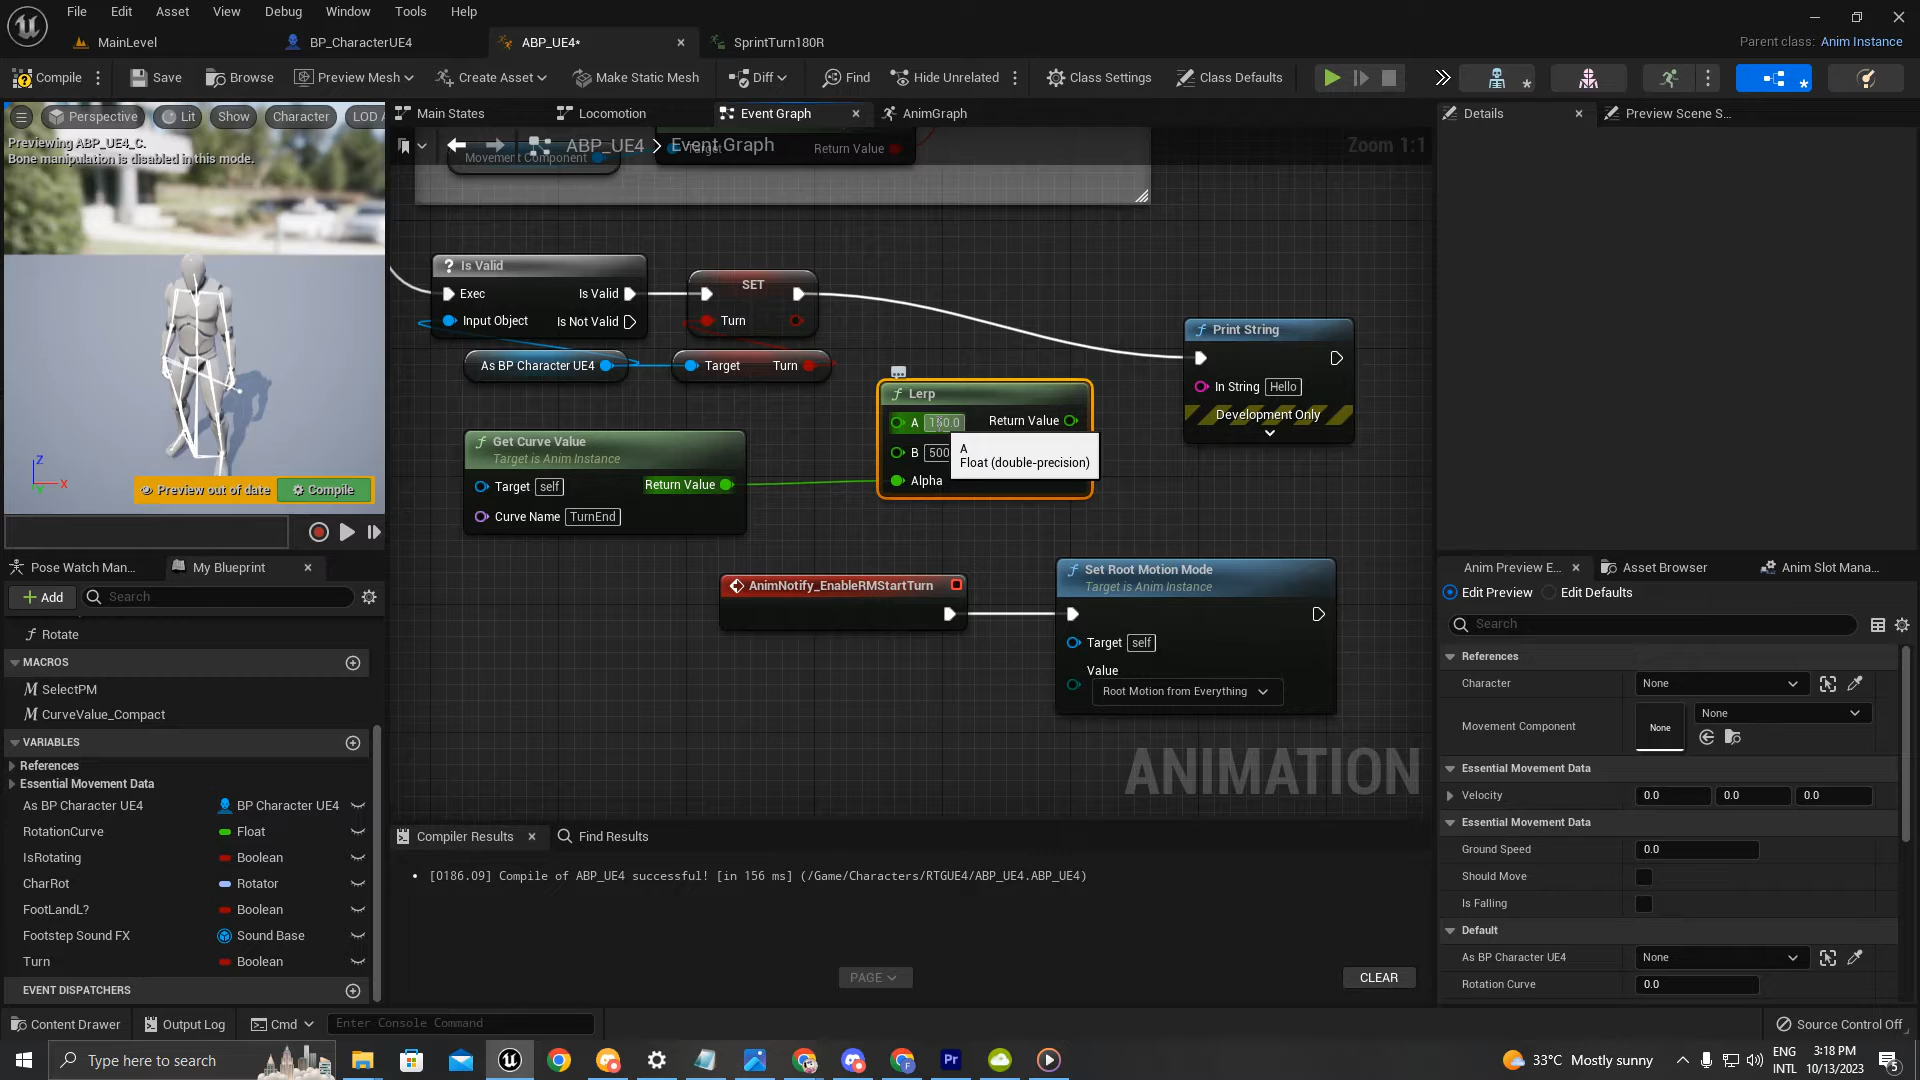 File Edit Asset View Debug Window Tools Help
MainLevel BP_CharacterUE4 ABP_UE4* SprintTurn180R
Parent class: Anim Instance
Compile Save Browse Preview Mesh Create Asset Make Static Mesh Diff Find Hide Unrelated Class Settings Class Defaults
Main States Locomotion Event Graph AnimGraph
Details Preview Scene S...
Perspective Lit Show Character LOD A
Previewing ABP_UE4_C.
Bone manipulation is disabled in this mode.
ABP_UE4 > Event Graph
Zoom 1:1
Movement Component
Target Return Value
Is Valid
Exec Is Valid
Input Object Is Not Valid
SET
Turn
As BP Character UE4
Target Turn
Print String
In String Hello
Development Only
Lerp
A 150.0 Return Value
B 500
Alpha
A
Float (double-precision)
Get Curve Value
Target is Anim Instance
Target self Return Value
Curve Name TurnEnd
AnimNotify_EnableRMStartTurn
Set Root Motion Mode
Target is Anim Instance
Target self
Value
Root Motion from Everything
ANIMATION
Z
X
Y
Preview out of date Compile
Pose Watch Man... My Blueprint
Add Search
Rotate
MACROS
SelectPM
CurveValue_Compact
VARIABLES
References
Essential Movement Data
As BP Character UE4 BP Character UE4
RotationCurve Float
IsRotating Boolean
CharRot Rotator
FootLandL? Boolean
Footstep Sound FX Sound Base
Turn Boolean
EVENT DISPATCHERS
Compiler Results Find Results
[0186.09] Compile of ABP_UE4 successful! [in 156 ms] (/Game/Characters/RTGUE4/ABP_UE4.ABP_UE4)
PAGE CLEAR
Anim Preview E... Asset Browser Anim Slot Mana...
Edit Preview Edit Defaults
Search
References
Character None
Movement Component None None
Essential Movement Data
Velocity 0.0 0.0 0.0
Essential Movement Data
Ground Speed 0.0
Should Move
Is Falling
Default
As BP Character UE4 None
Rotation Curve 0.0
Content Drawer Output Log Cmd Enter Console Command
Source Control Off
Type here to search
Pr
33°C Mostly sunny
ENG
INTL
3:18 PM
10/13/2023
5